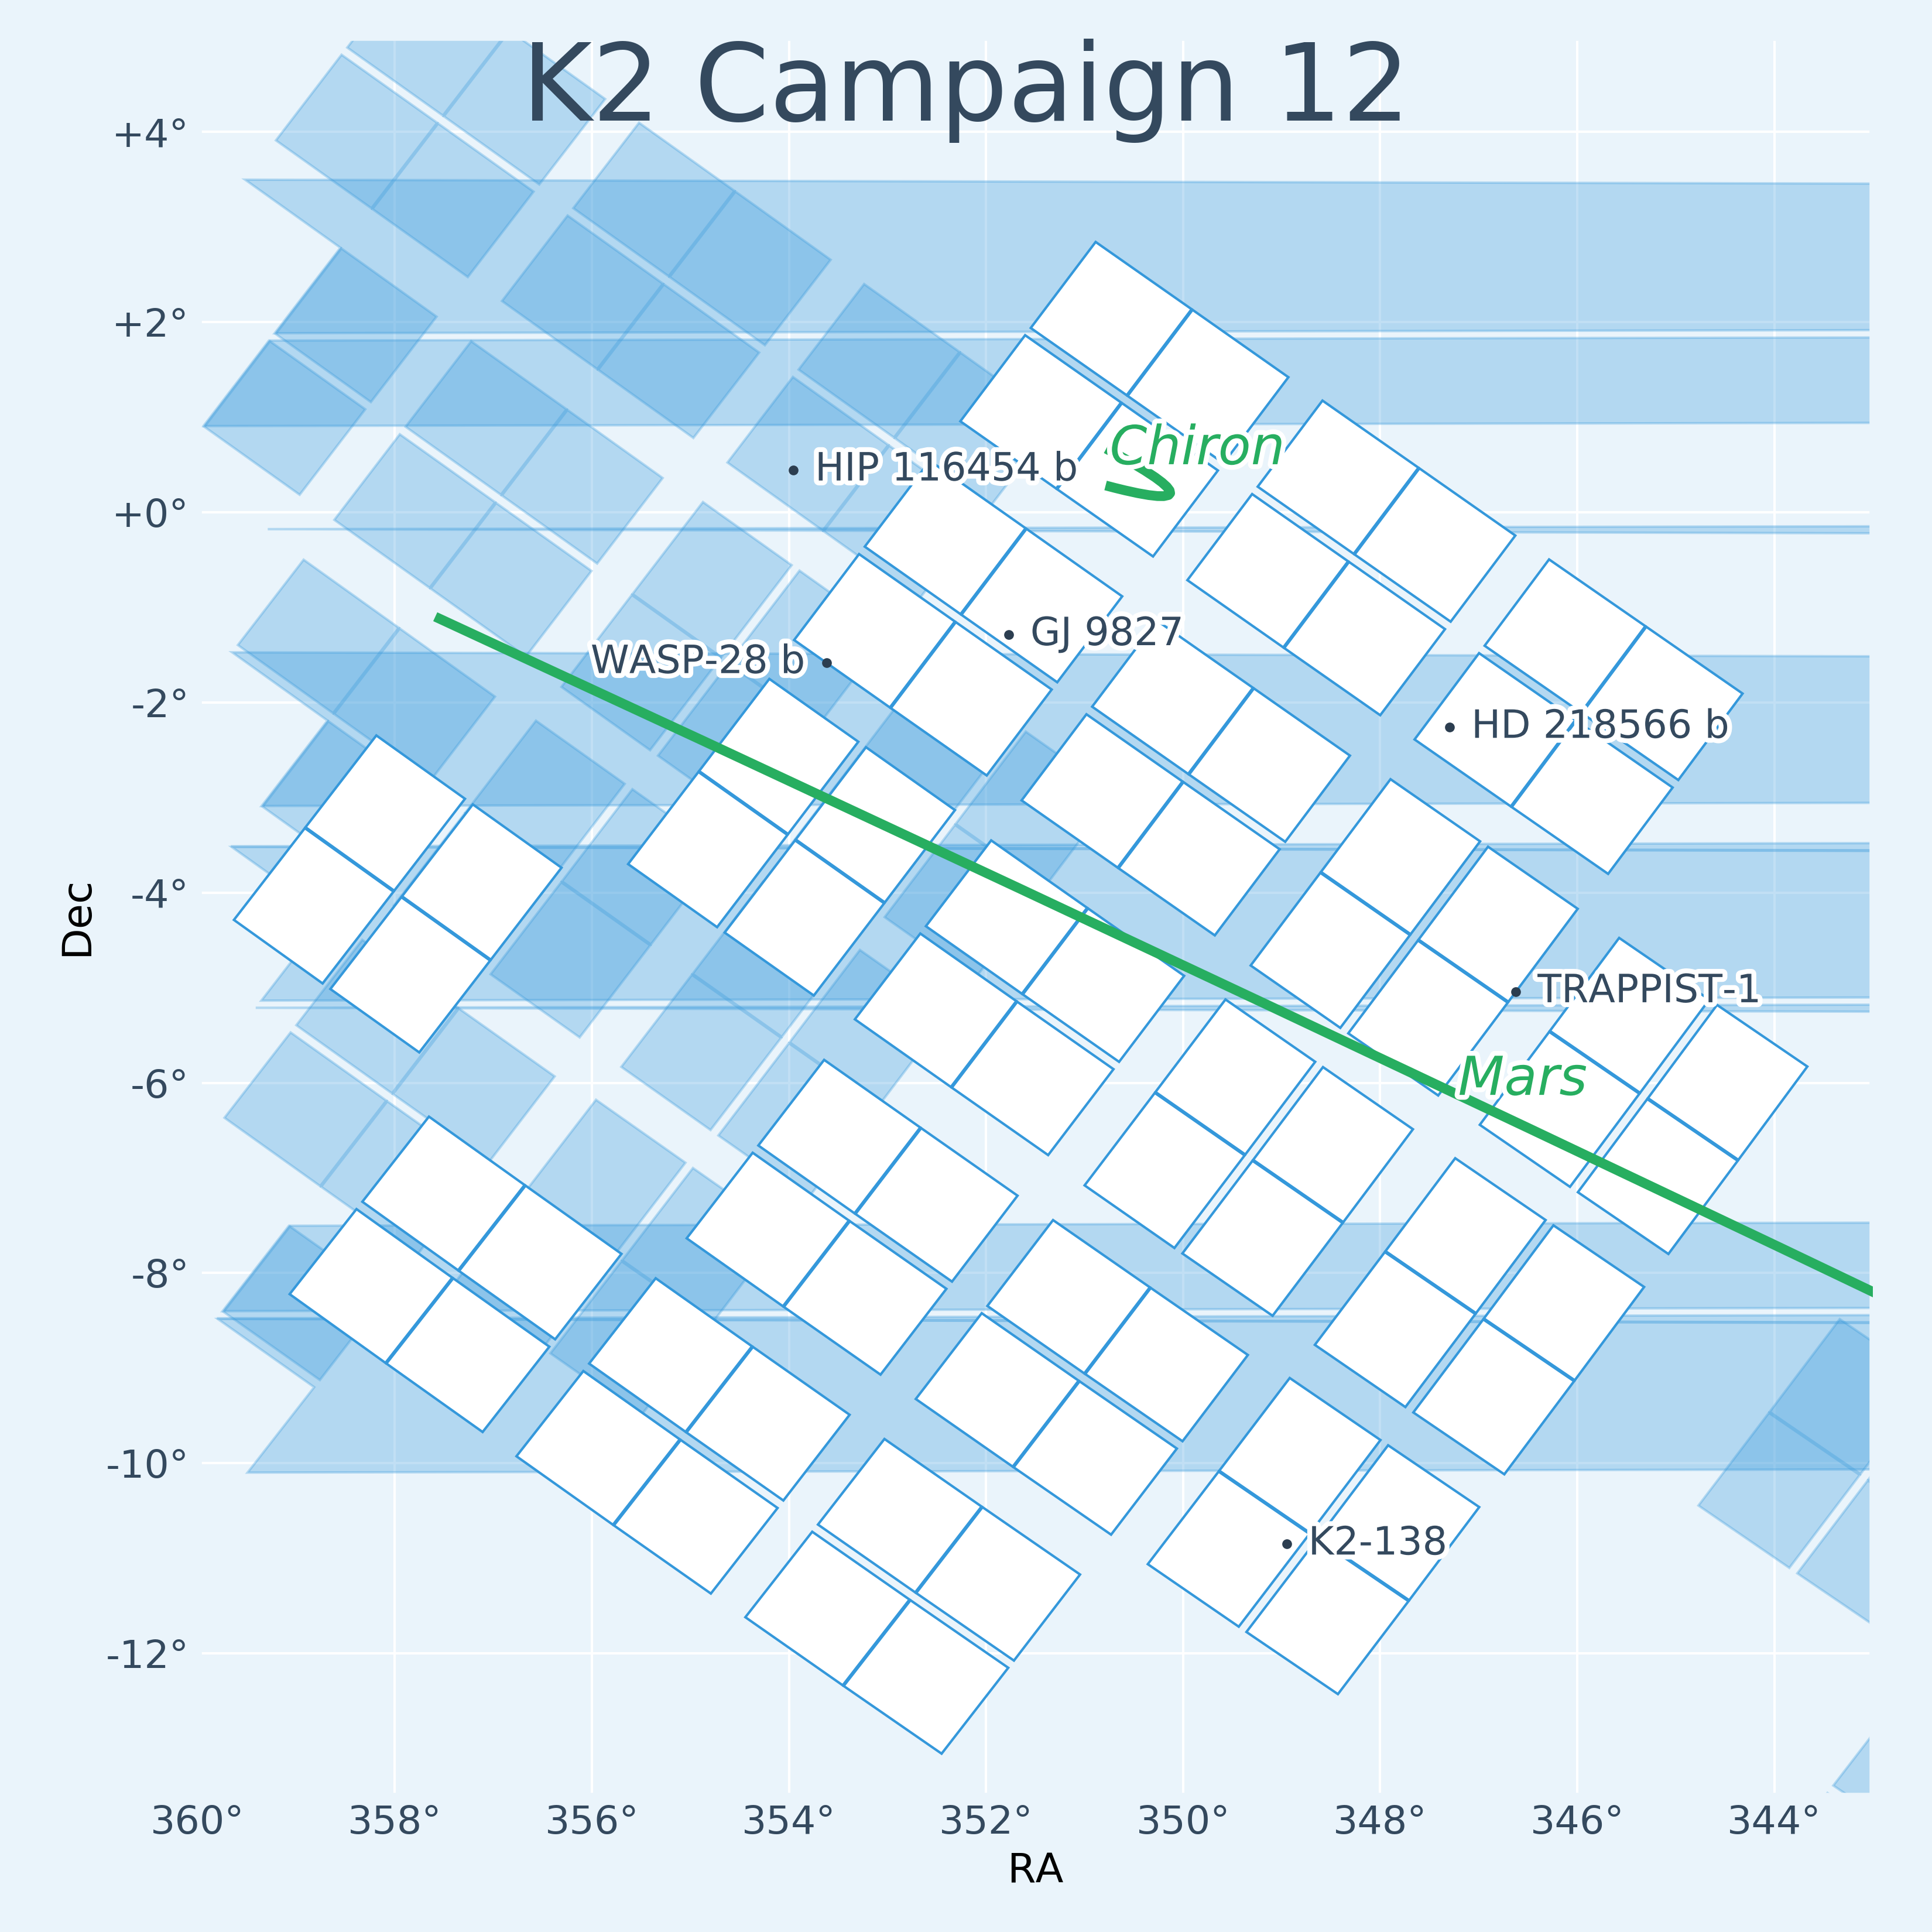 K2 Campaign 12
+4°
+2°
Chiron
HIP 116454 b
+0°
GJ 9827
WASP-28 b
-2°
HD 218566 b
-4°
Dec
TRAPPIST-1
Mars
-6°
-8°
-10°
K2-138
-12°
360° 358° 356° 354° 352° 350° 348° 346° 344°
RA